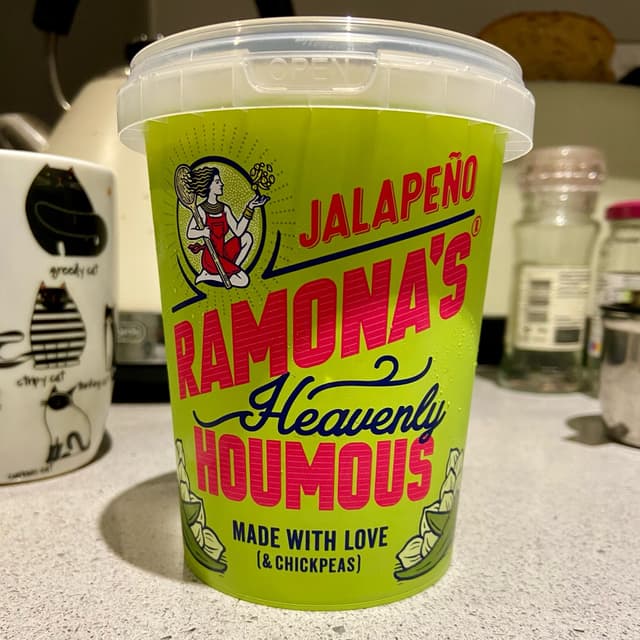 OPEN
JALAPEÑO
RAMONA'S®
Heavenly
HOUMOUS
MADE WITH LOVE
(& CHICKPEAS)
greedy cat
stripy cat